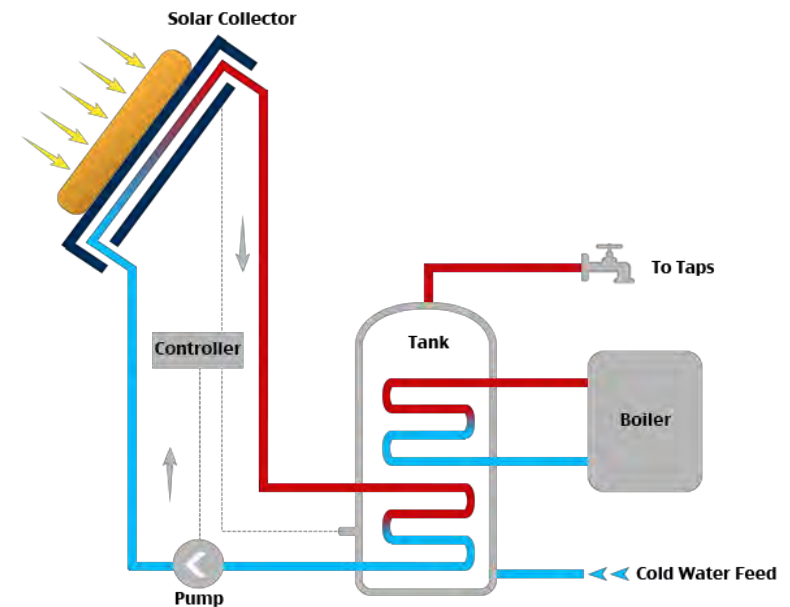 Solar Collector
To Taps
Controller
Tank
Boiler
Cold Water Feed
Pump